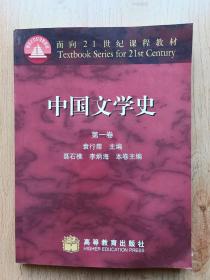 面向21世纪课程教材
Textbook Series for 21st Century
中国文学史
第一卷
袁行霈 主编
聂石樵 李炳海 本卷主编
高等教育出版社
HIGHER EDUCATION PRESS